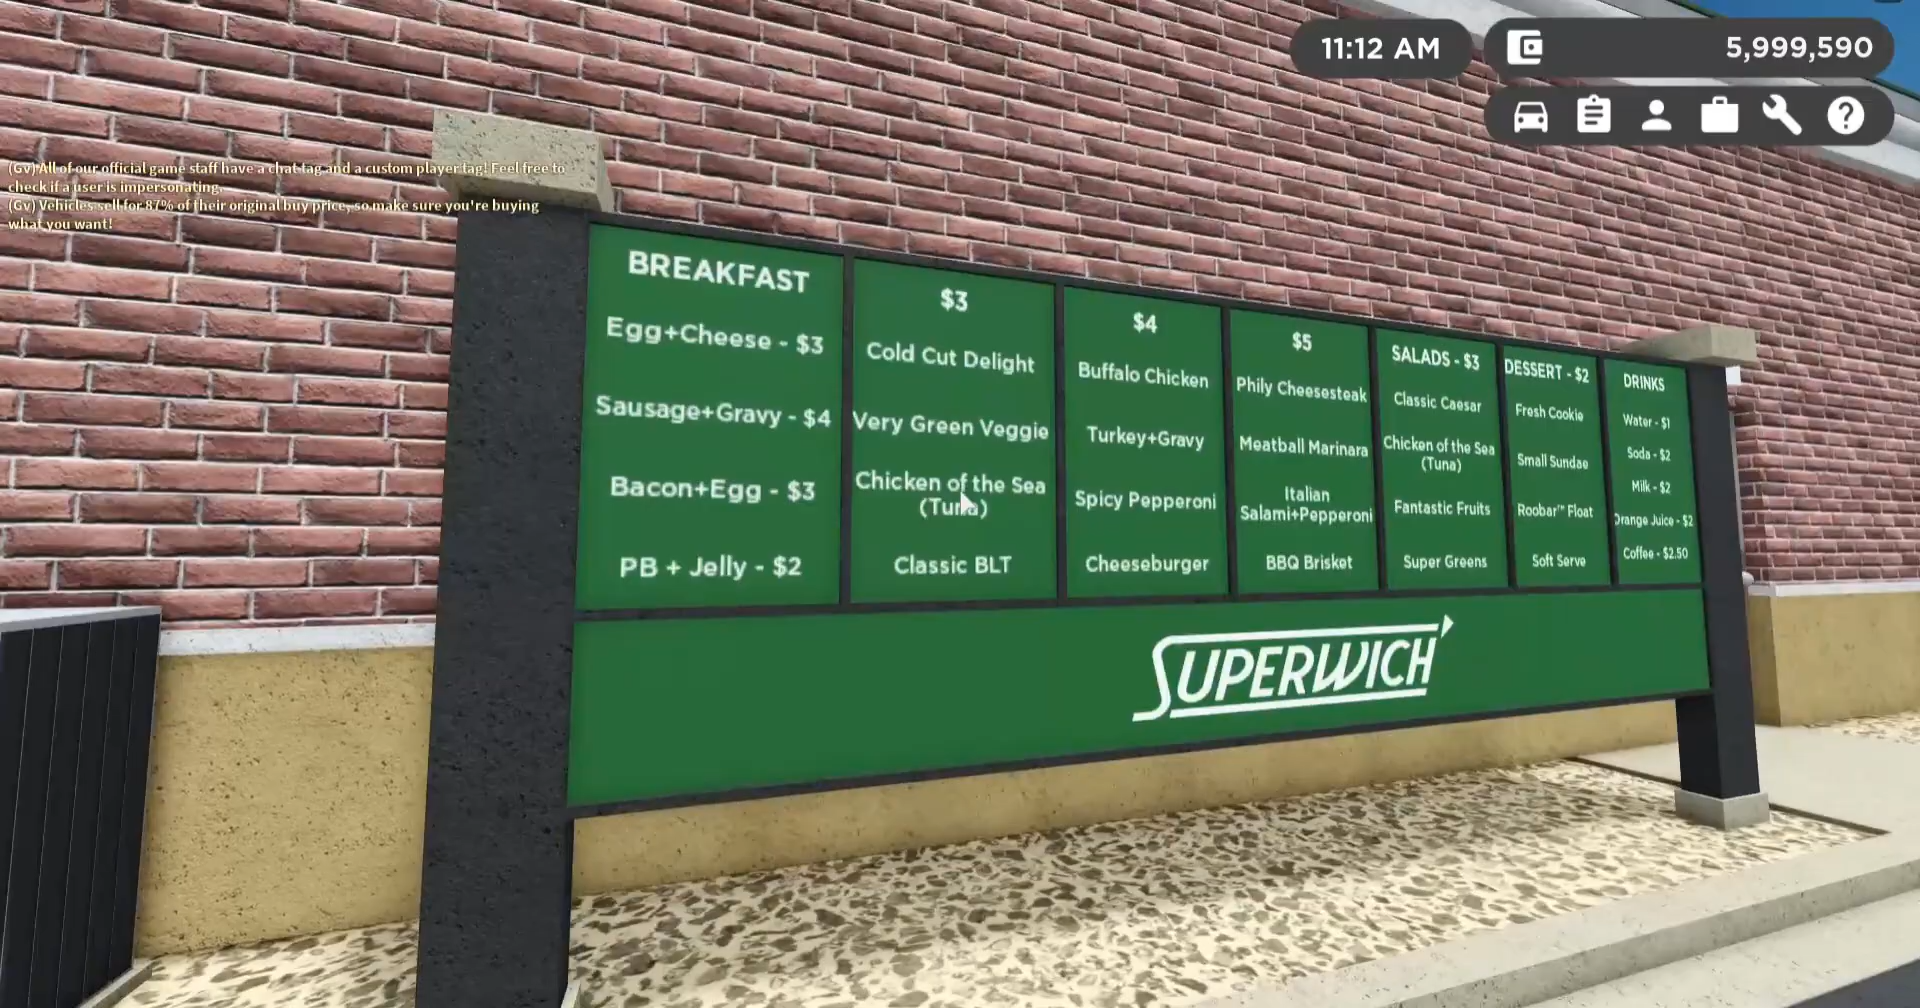 11:12 AM
5,999,590
(Gv) All of our official game staff have a chat tag and a custom player tag! Feel free to
check if a user is impersonating.
(Gv) Vehicles sell for 87% of their original buy price, so make sure you're buying
what you want!
BREAKFAST
Egg+Cheese - $3
Sausage+Gravy - $4
Bacon+Egg - $3
PB + Jelly - $2
$3
Cold Cut Delight
Very Green Veggie
Chicken of the Sea
(Tuna)
Classic BLT
$4
Buffalo Chicken
Turkey+Gravy
Spicy Pepperoni
Cheeseburger
$5
Phily Cheesesteak
Meatball Marinara
Italian
Salami+Pepperoni
BBQ Brisket
SALADS - $3
Classic Caesar
Chicken of the Sea
(Tuna)
Fantastic Fruits
Super Greens
DESSERT - $2
Fresh Cookie
Small Sundae
Roobar™ Float
Soft Serve
DRINKS
Water - $1
Soda - $2
Milk - $2
Orange Juice - $2
Coffee - $2.50
SUPERWICH